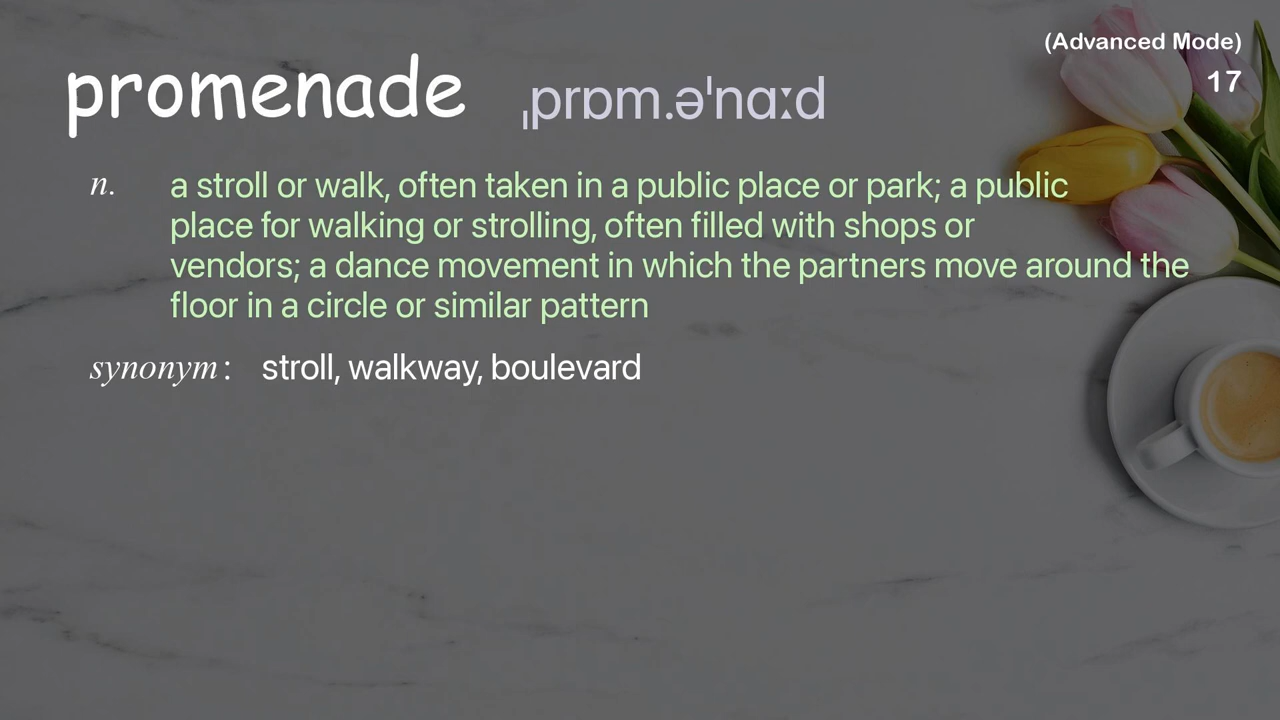 (Advanced Mode)
promenade ˌprɒm.əˈnɑːd
17
n. a stroll or walk, often taken in a public place or park; a public
place for walking or strolling, often filled with shops or
vendors; a dance movement in which the partners move around the
floor in a circle or similar pattern
synonym: stroll, walkway, boulevard